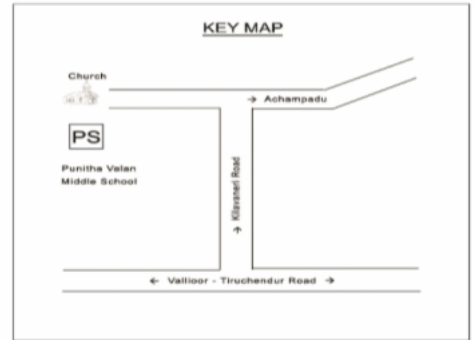 KEY MAP
Church
→ Achampadu
PS
Punitha Valan
Middle School
Kilavaneri Road →
← Vallioor - Tiruchendur Road →